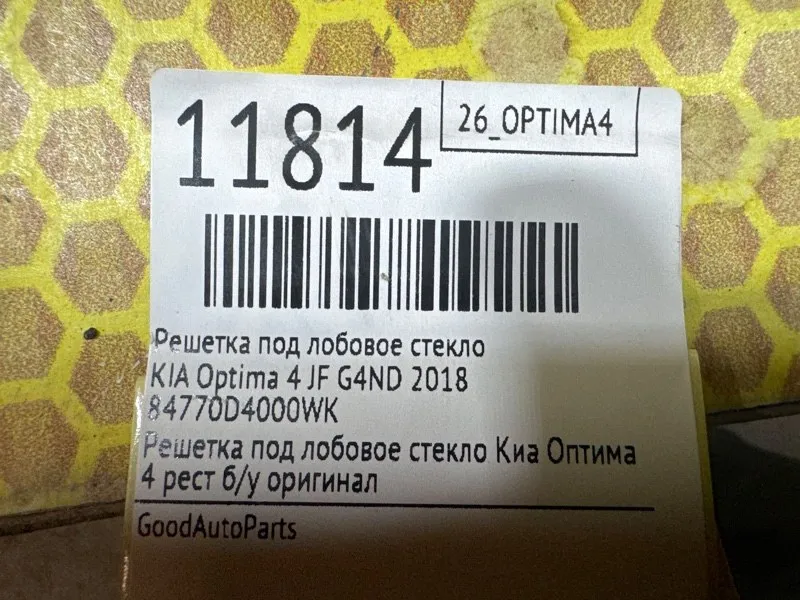 11814
26_OPTIMA4
Решетка под лобовое стекло
KIA Optima 4 JF G4ND 2018
84770D4000WK
Решетка под лобовое стекло Киа Оптима
4 рест б/у оригинал
GoodAutoParts